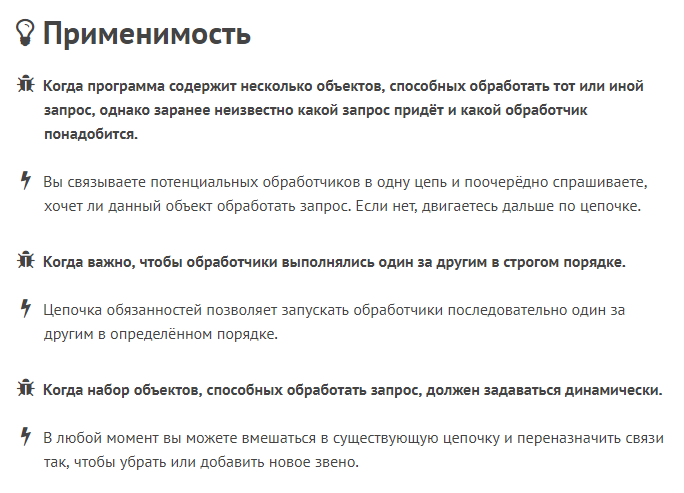 Применимость
Когда программа содержит несколько объектов, способных обработать тот или иной
запрос, однако заранее неизвестно какой запрос придёт и какой обработчик
понадобится.
Вы связываете потенциальных обработчиков в одну цепь и поочерёдно спрашиваете,
хочет ли данный объект обработать запрос. Если нет, двигаетесь дальше по цепочке.
Когда важно, чтобы обработчики выполнялись один за другим в строгом порядке.
Цепочка обязанностей позволяет запускать обработчики последовательно один за
другим в определённом порядке.
Когда набор объектов, способных обработать запрос, должен задаваться динамически.
В любой момент вы можете вмешаться в существующую цепочку и переназначить связи
так, чтобы убрать или добавить новое звено.